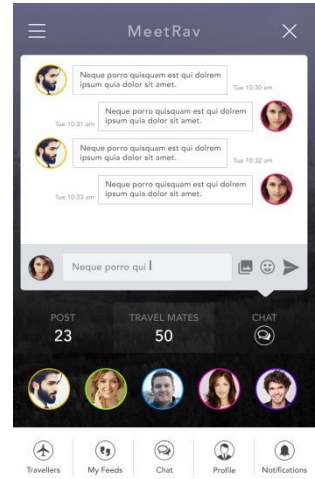 MeetRav
Neque porro quisquam est qui dolrem
ipsum quia dolor sit amet.
Tue 10:30 am
Neque porro quisquam est qui dolrem
ipsum quia dolor sit amet.
Tue 10:31 am
Neque porro quisquam est qui dolrem
ipsum quia dolor sit amet.
Tue 10:32 am
Neque porro quisquam est qui dolrem
ipsum quia dolor sit amet.
Tue 10:33 am
Neque porro qui
POST
23
TRAVEL MATES
50
CHAT
Travellers
My Feeds
Chat
Profile
Notifications